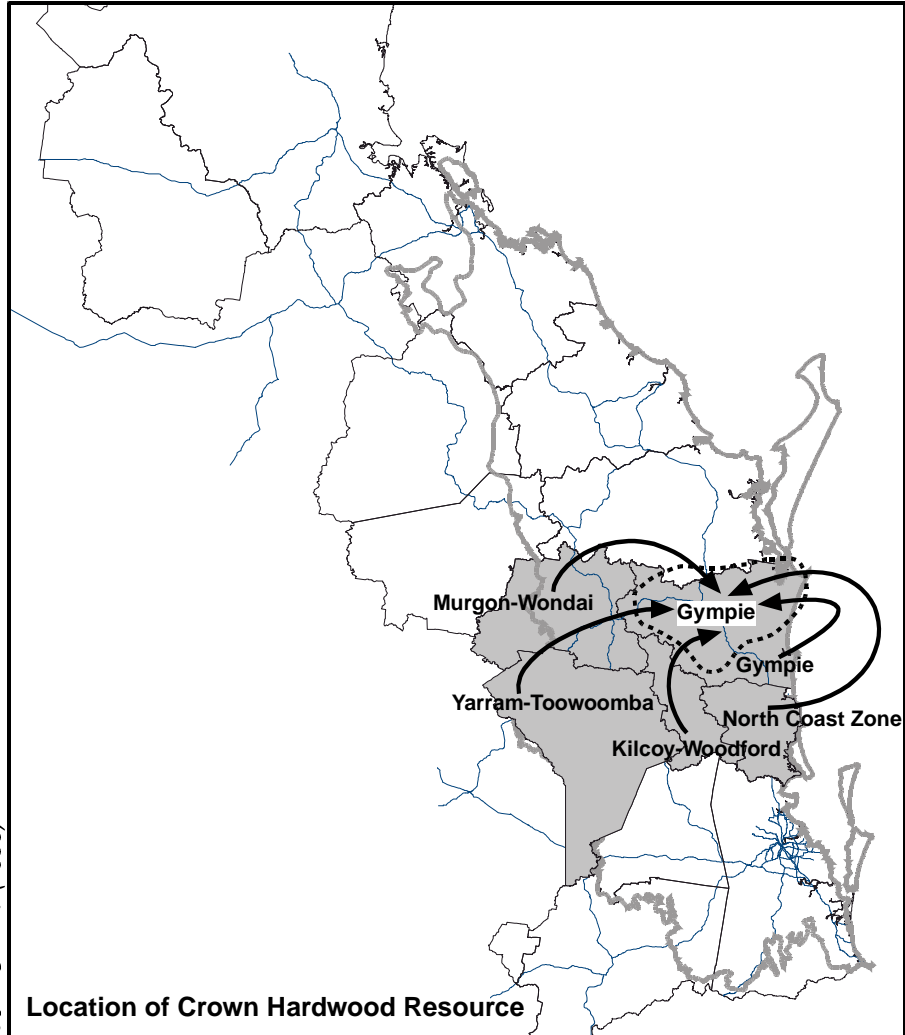 Murgon-Wondai
Gympie
Gympie
Yarram-Toowoomba
North Coast Zone
Kilcoy-Woodford
Location of Crown Hardwood Resource